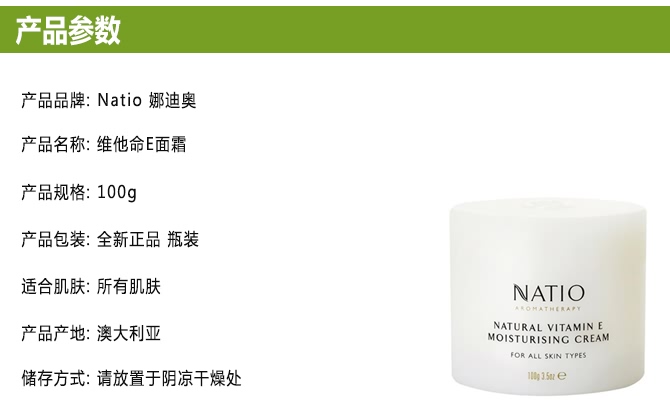 产品参数
产品品牌: Natio 娜迪奥
产品名称: 维他命E面霜
产品规格: 100g
产品包装: 全新正品 瓶装
适合肌肤: 所有肌肤
产品产地: 澳大利亚
储存方式: 请放置于阴凉干燥处
NATIO
AROMATHERAPY
NATURAL VITAMIN E
MOISTURISING CREAM
FOR ALL SKIN TYPES
100g 3.5oz ℮